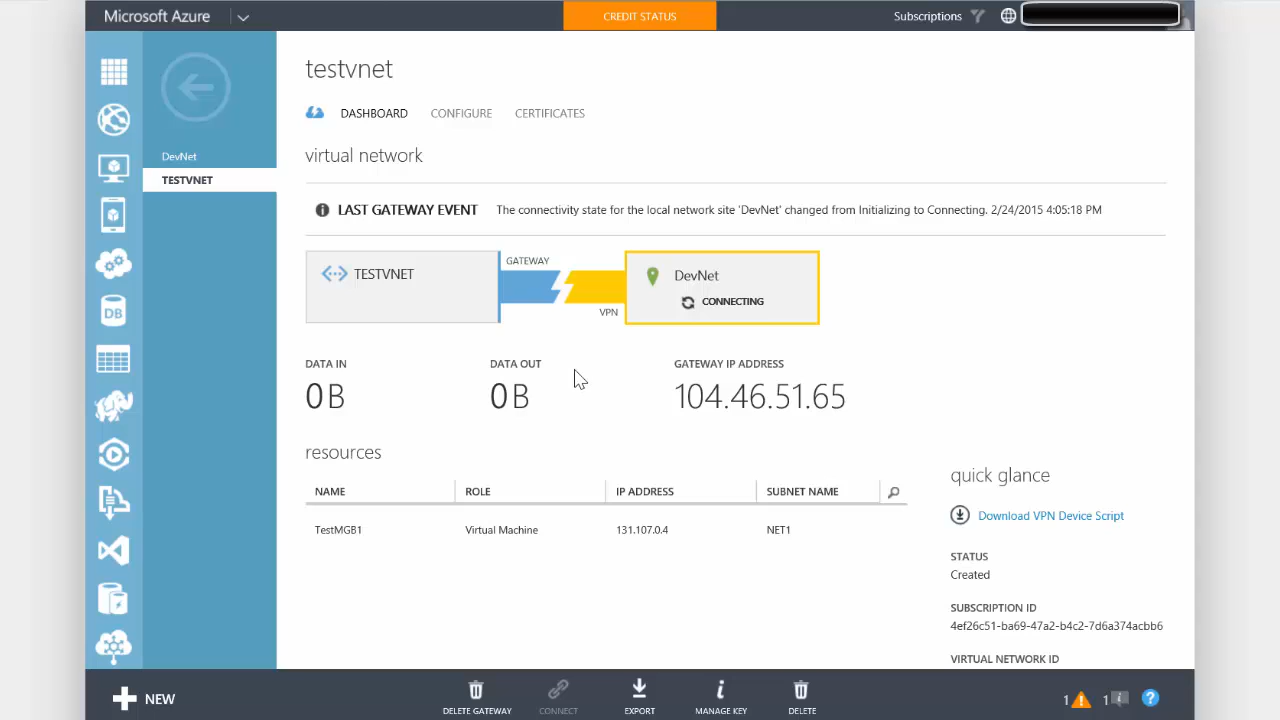 Microsoft Azure
CREDIT STATUS
Subscriptions
testvnet
DASHBOARD CONFIGURE CERTIFICATES
DevNet
TESTVNET
virtual network
LAST GATEWAY EVENT The connectivity state for the local network site 'DevNet' changed from Initializing to Connecting. 2/24/2015 4:05:18 PM
TESTVNET
GATEWAY
VPN
DevNet
CONNECTING
DATA IN DATA OUT GATEWAY IP ADDRESS
0 B 0 B 104.46.51.65
resources
NAME ROLE IP ADDRESS SUBNET NAME
TestMGB1 Virtual Machine 131.107.0.4 NET1
quick glance
Download VPN Device Script
STATUS
Created
SUBSCRIPTION ID
4ef26c51-ba69-47a2-b4c2-7d6a374acbb6
VIRTUAL NETWORK ID
DB
NEW
DELETE GATEWAY CONNECT EXPORT MANAGE KEY DELETE
1 1 ?